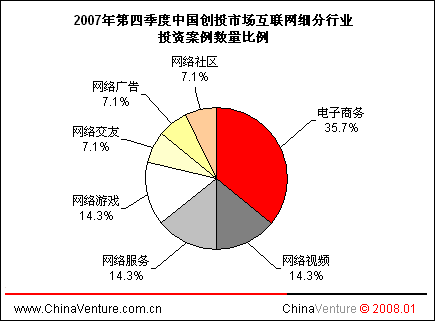 2007年第四季度中国创投市场互联网细分行业
投资案例数量比例
网络社区
7.1%
网络广告
7.1%
电子商务
35.7%
网络交友
7.1%
网络游戏
14.3%
网络服务
14.3%
网络视频
14.3%
www.ChinaVenture.com.cn
ChinaVenture © 2008.01